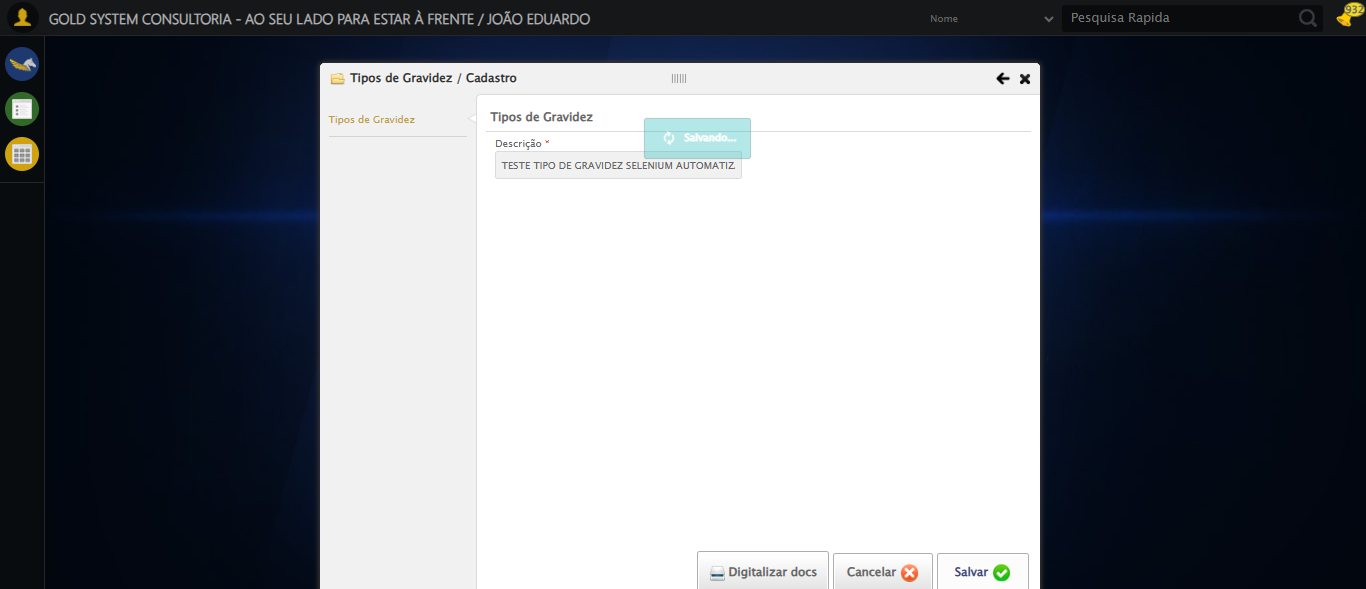 GOLD SYSTEM CONSULTORIA - AO SEU LADO PARA ESTAR À FRENTE / JOÃO EDUARDO
Nome
Pesquisa Rapida
932
Tipos de Gravidez / Cadastro
Tipos de Gravidez
Tipos de Gravidez
Salvando...
Descrição *
TESTE TIPO DE GRAVIDEZ SELENIUM AUTOMATIZ
Digitalizar docs
Cancelar
Salvar